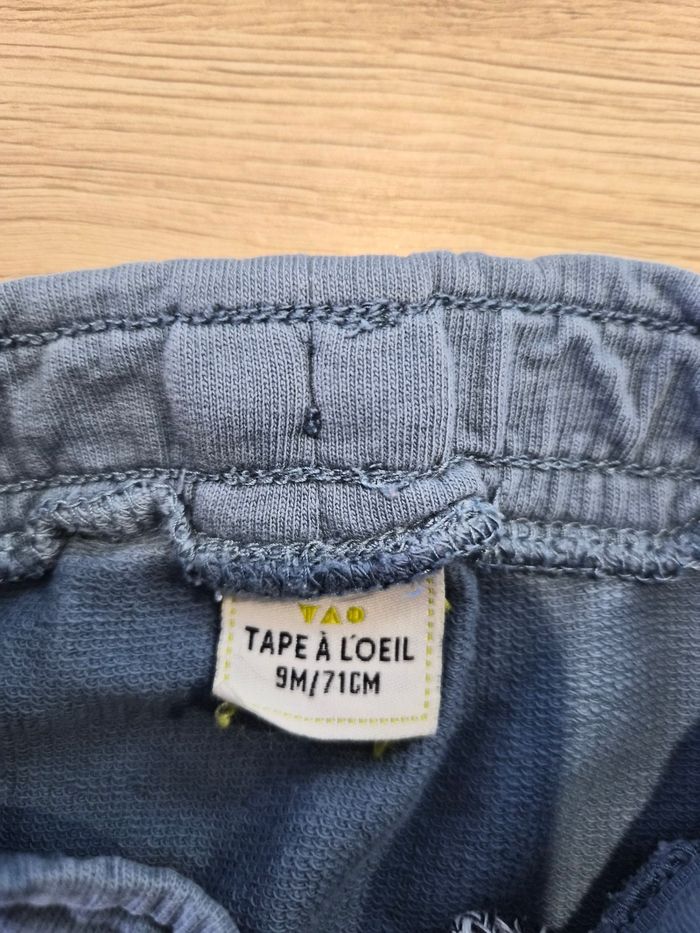 TAO
TAPE À L'OEIL
9M/71CM